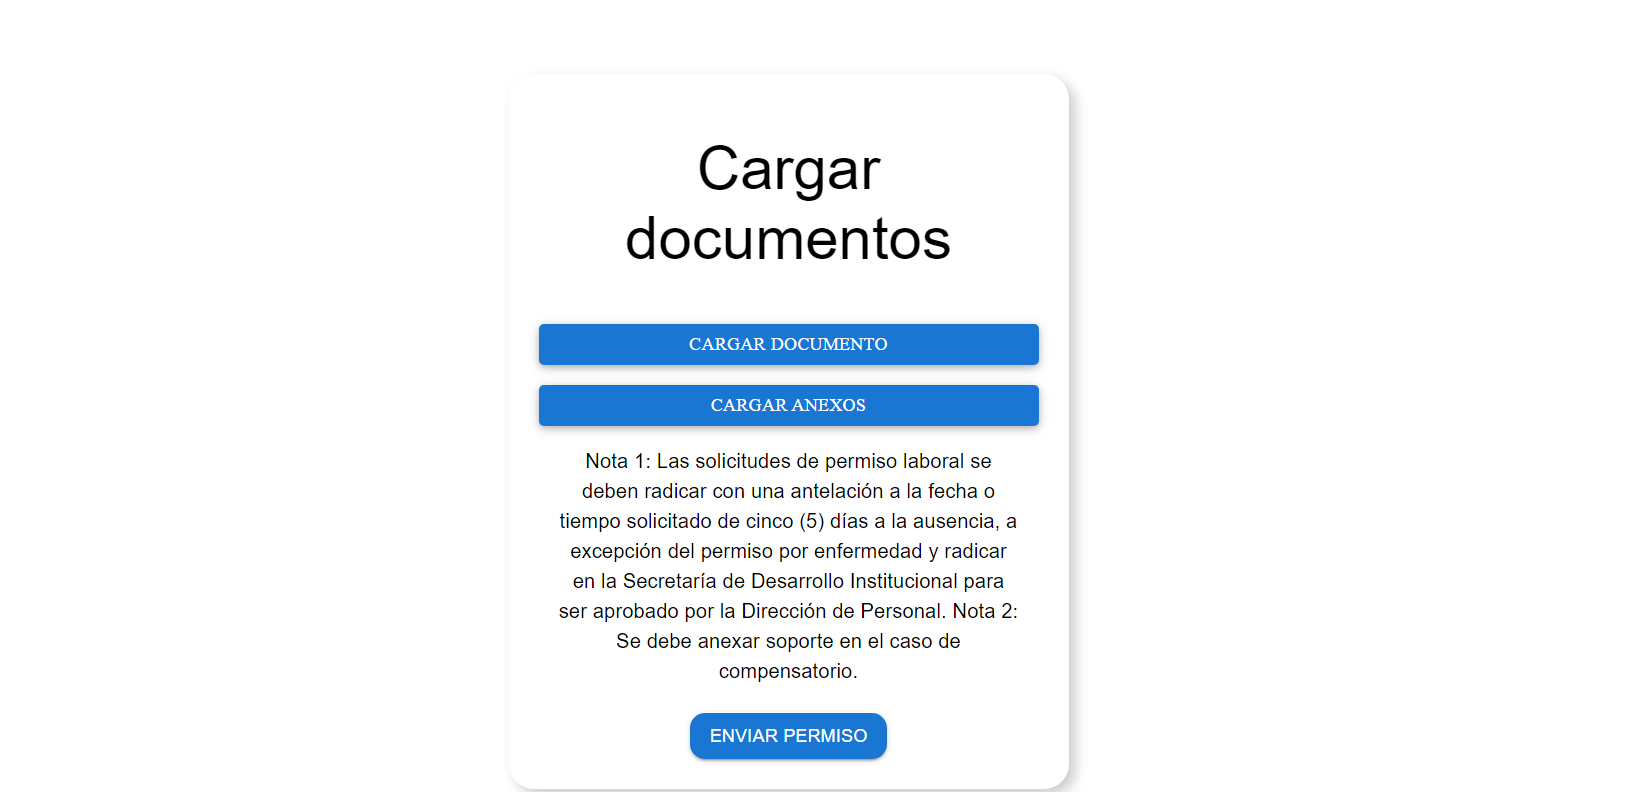 Cargar
documentos
CARGAR DOCUMENTO
CARGAR ANEXOS
Nota 1: Las solicitudes de permiso laboral se
deben radicar con una antelación a la fecha o
tiempo solicitado de cinco (5) días a la ausencia, a
excepción del permiso por enfermedad y radicar
en la Secretaría de Desarrollo Institucional para
ser aprobado por la Dirección de Personal. Nota 2:
Se debe anexar soporte en el caso de
compensatorio.
ENVIAR PERMISO